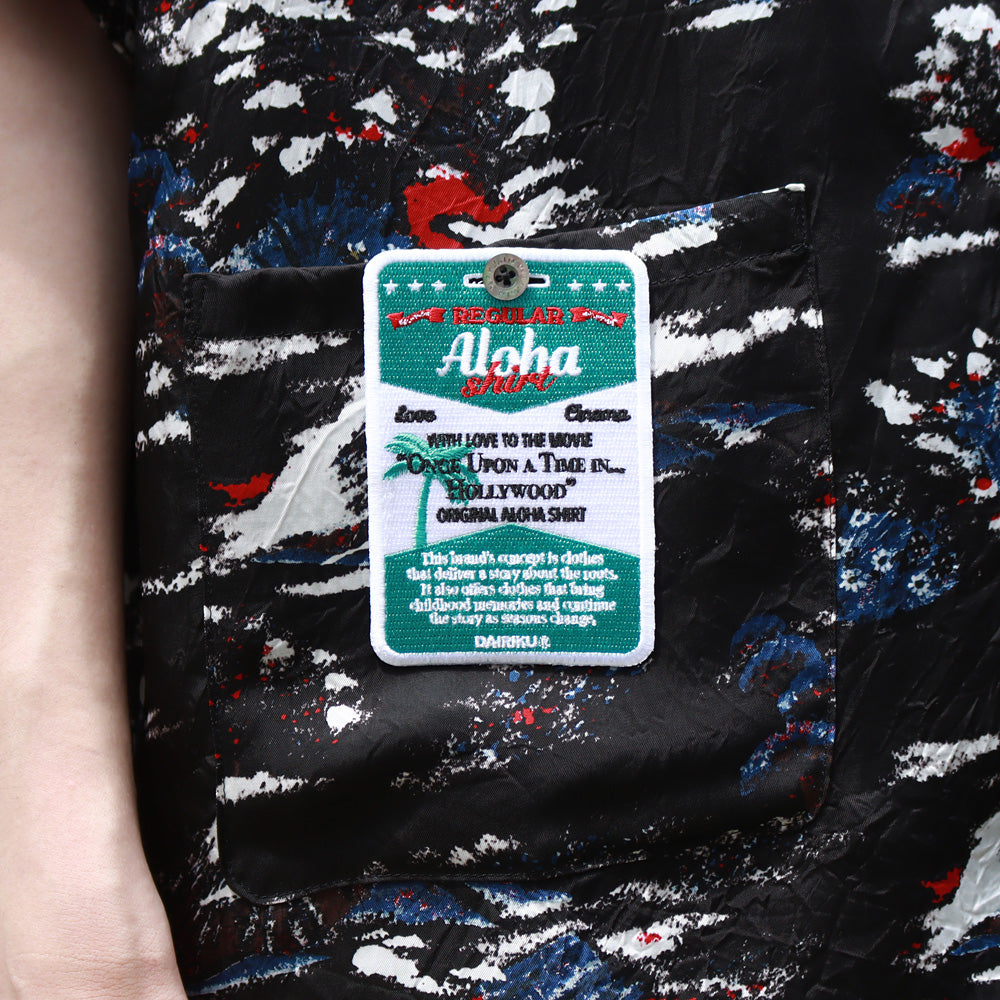 REGULAR
Aloha
shirt
Love Cinema
WITH LOVE TO THE MOVIE
"ONCE UPON A TIME IN...
HOLLYWOOD"
ORIGINAL ALOHA SHIRT
This brand's concept is clothes
that deliver a story about the roots.
It also offers clothes that bring
childhood memories and continue
the story as seasons change.
DAIRIKU